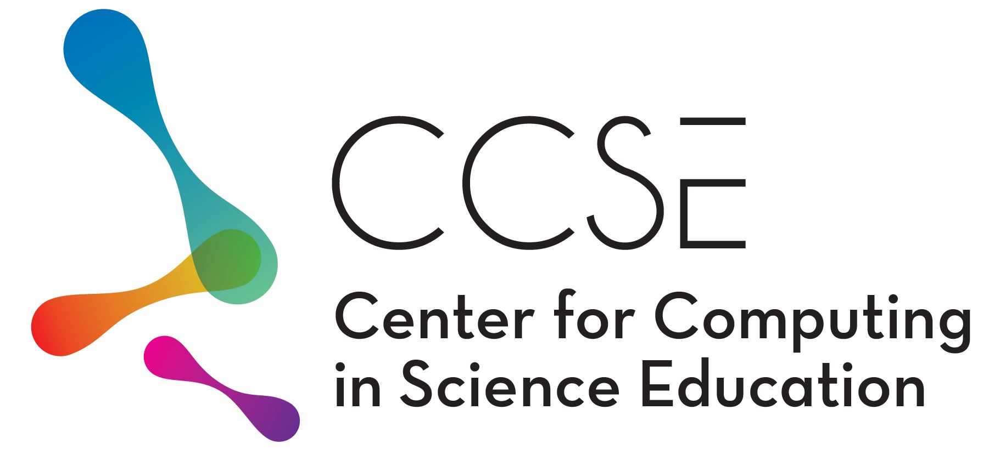 CCSE
Center for Computing
in Science Education